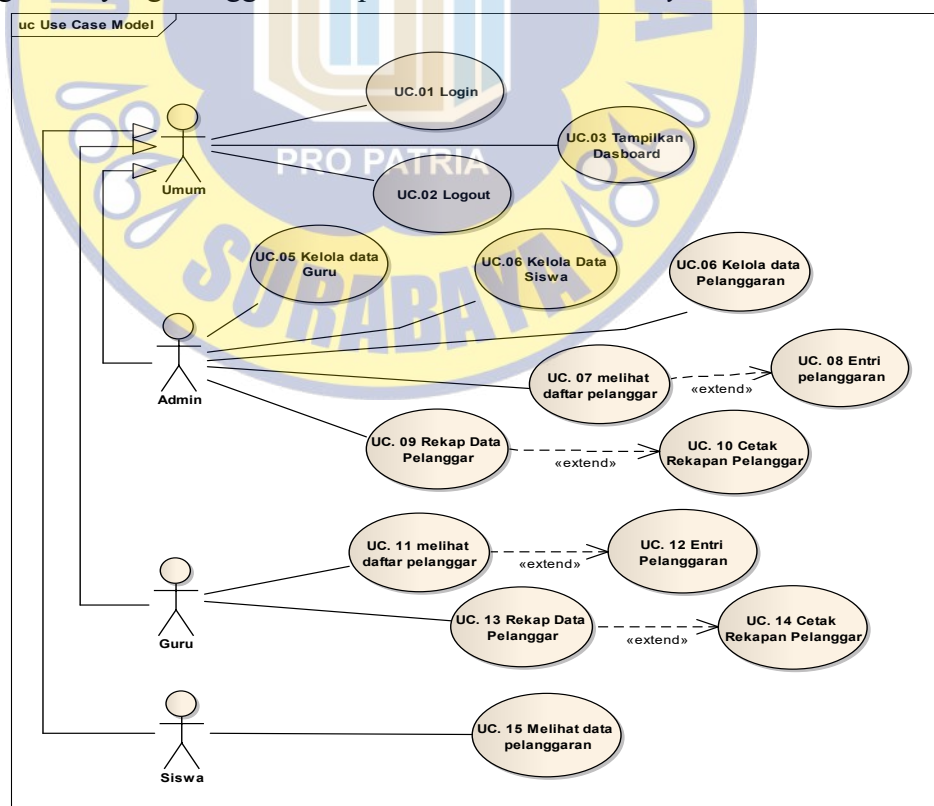 uc Use Case Model
UC.01 Login
UC.03 Tampilkan
Dasboard
PRO PATRIA
Umum
UC.02 Logout
SURABAYA
UC.05 Kelola data
Guru
UC.06 Kelola Data
Siswa
UC.06 Kelola data
Pelanggaran
Admin
UC. 07 melihat
daftar pelanggar
«extend»
UC. 08 Entri
pelanggaran
UC. 09 Rekap Data
Pelanggar
«extend»
UC. 10 Cetak
Rekapan Pelanggar
UC. 11 melihat
daftar pelanggar
«extend»
UC. 12 Entri
Pelanggaran
Guru
UC. 13 Rekap Data
Pelanggar
«extend»
UC. 14 Cetak
Rekapan Pelanggar
UC. 15 Melihat data
pelanggaran
Siswa